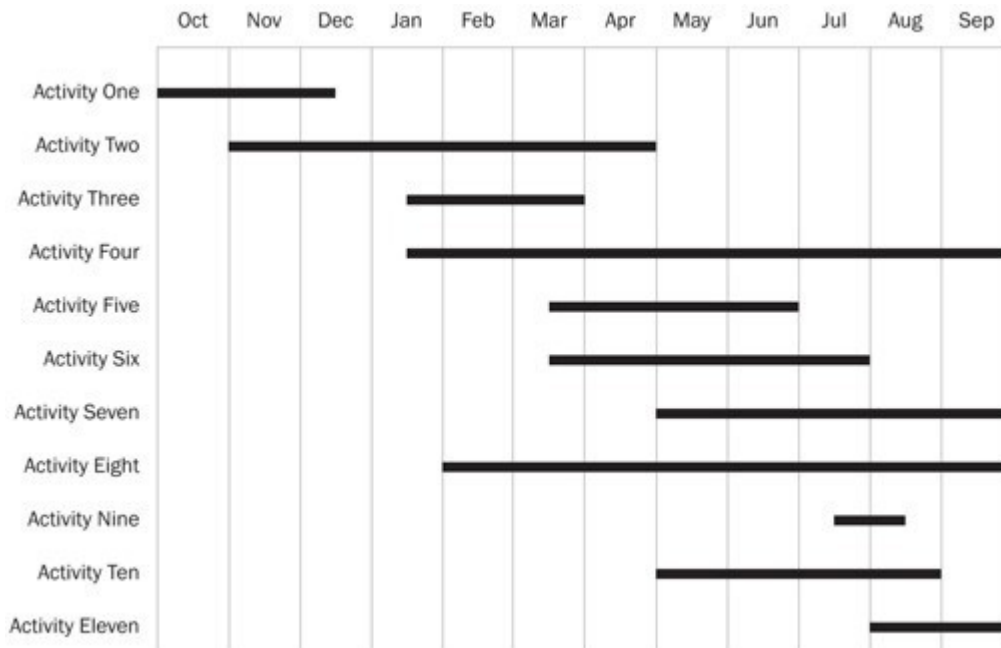 Oct Nov Dec Jan Feb Mar Apr May Jun Jul Aug Sep
Activity One
Activity Two
Activity Three
Activity Four
Activity Five
Activity Six
Activity Seven
Activity Eight
Activity Nine
Activity Ten
Activity Eleven